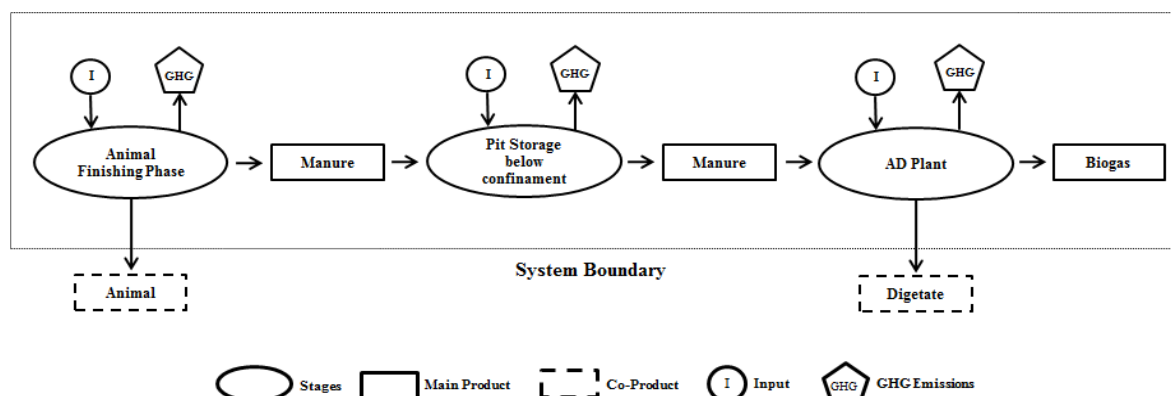 I
GHG
I
GHG
I
GHG
Animal
Finishing Phase
Manure
Pit Storage
below
confinament
Manure
AD Plant
Biogas
System Boundary
Animal
Digetate
Stages
Main Product
Co-Product
I
Input
GHG
GHG Emissions